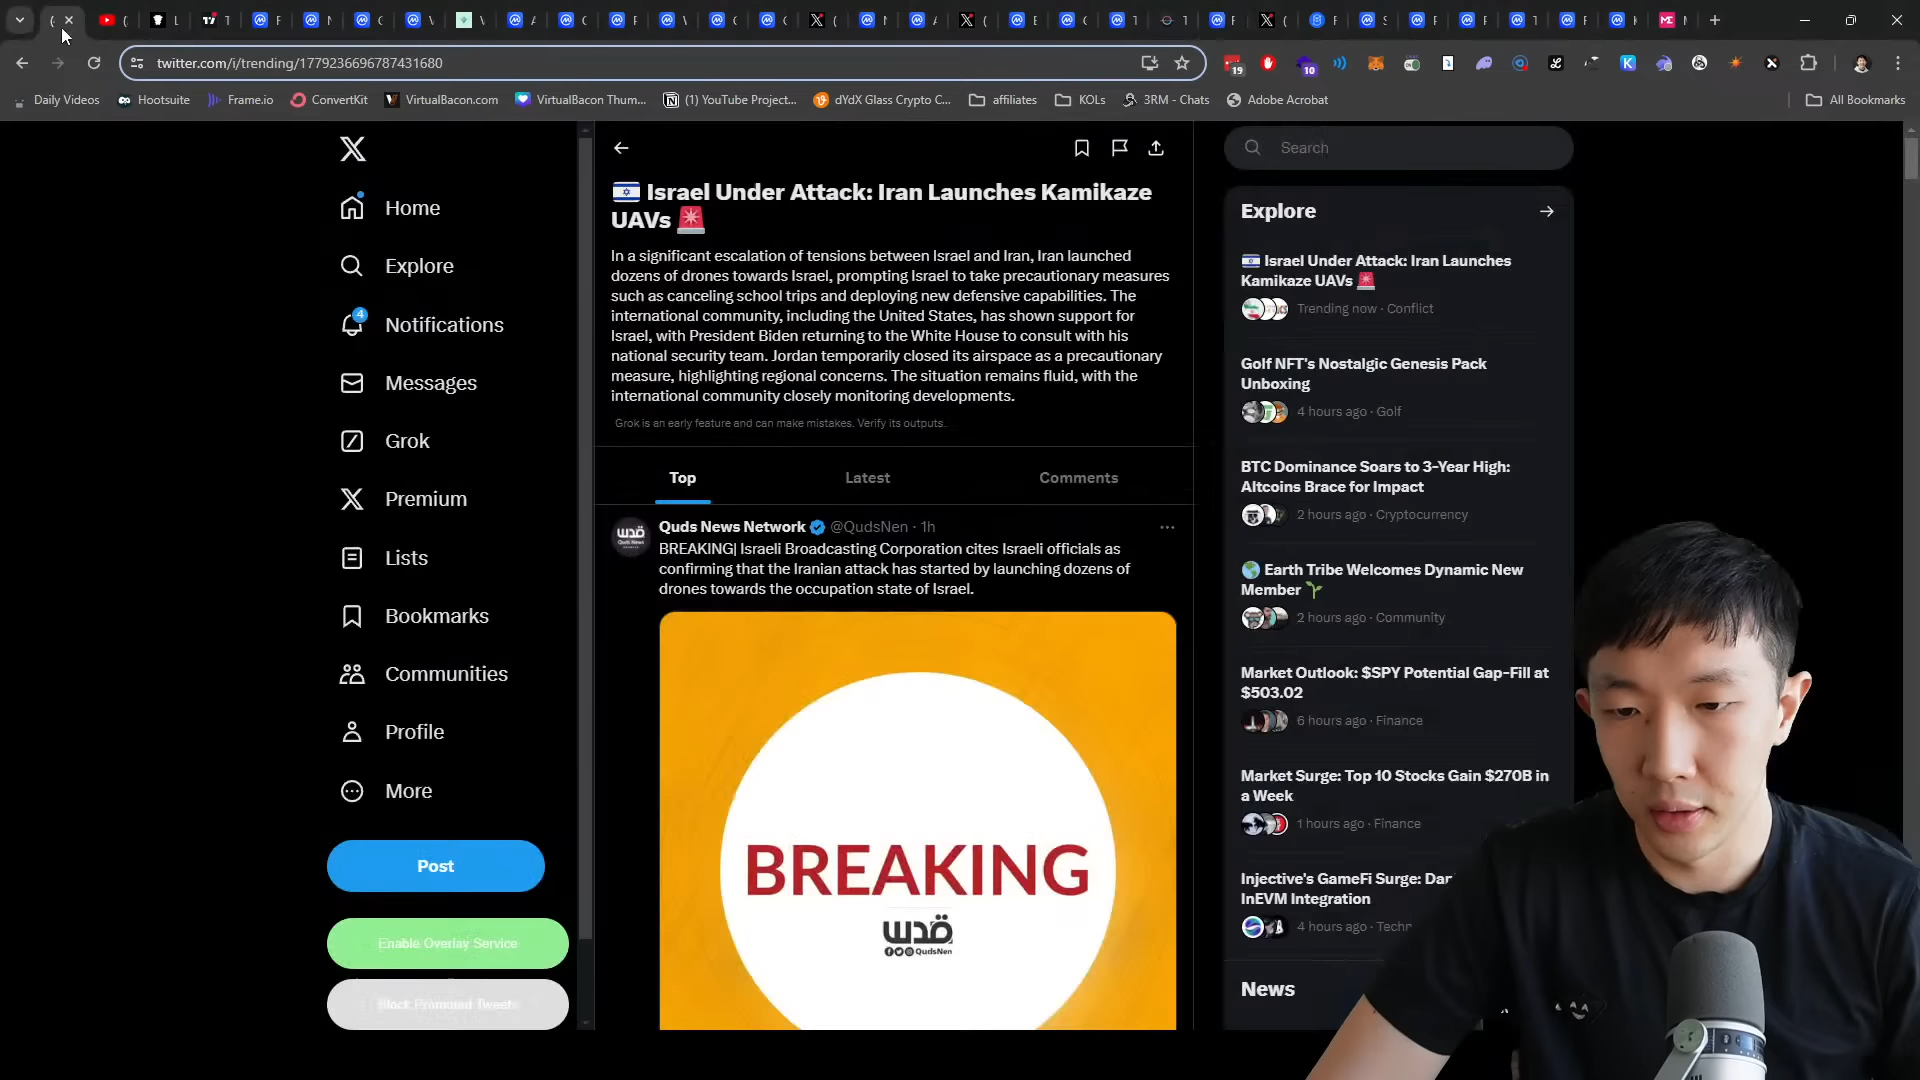 twitter.com/i/trending/1779236696787431680
19
10
Daily Videos
Hootsuite
Frame.io
ConvertKit
VirtualBacon.com
VirtualBacon Thum...
(1) YouTube Project...
dYdX Glass Crypto C...
affiliates
KOLs
3RM - Chats
Adobe Acrobat
All Bookmarks
Home
Explore
4
Notifications
Messages
Grok
Premium
Lists
Bookmarks
Communities
Profile
More
Post
Enable Overlay Service
Block Promoted Tweets
Israel Under Attack: Iran Launches Kamikaze
UAVs
In a significant escalation of tensions between Israel and Iran, Iran launched
dozens of drones towards Israel, prompting Israel to take precautionary measures
such as canceling school trips and deploying new defensive capabilities. The
international community, including the United States, has shown support for
Israel, with President Biden returning to the White House to consult with his
national security team. Jordan temporarily closed its airspace as a precautionary
measure, highlighting regional concerns. The situation remains fluid, with the
international community closely monitoring developments.
Grok is an early feature and can make mistakes. Verify its outputs.
Top
Latest
Comments
Quds News Network @QudsNen · 1h
BREAKING| Israeli Broadcasting Corporation cites Israeli officials as
confirming that the Iranian attack has started by launching dozens of
drones towards the occupation state of Israel.
BREAKING
قدس
QudsNen
Search
Explore
Israel Under Attack: Iran Launches
Kamikaze UAVs
Trending now · Conflict
Golf NFT's Nostalgic Genesis Pack
Unboxing
4 hours ago · Golf
BTC Dominance Soars to 3-Year High:
Altcoins Brace for Impact
2 hours ago · Cryptocurrency
Earth Tribe Welcomes Dynamic New
Member
2 hours ago · Community
Market Outlook: $SPY Potential Gap-Fill at
$503.02
6 hours ago · Finance
Market Surge: Top 10 Stocks Gain $270B in
a Week
1 hours ago · Finance
Injective's GameFi Surge: Dar
InEVM Integration
4 hours ago · Techn
News